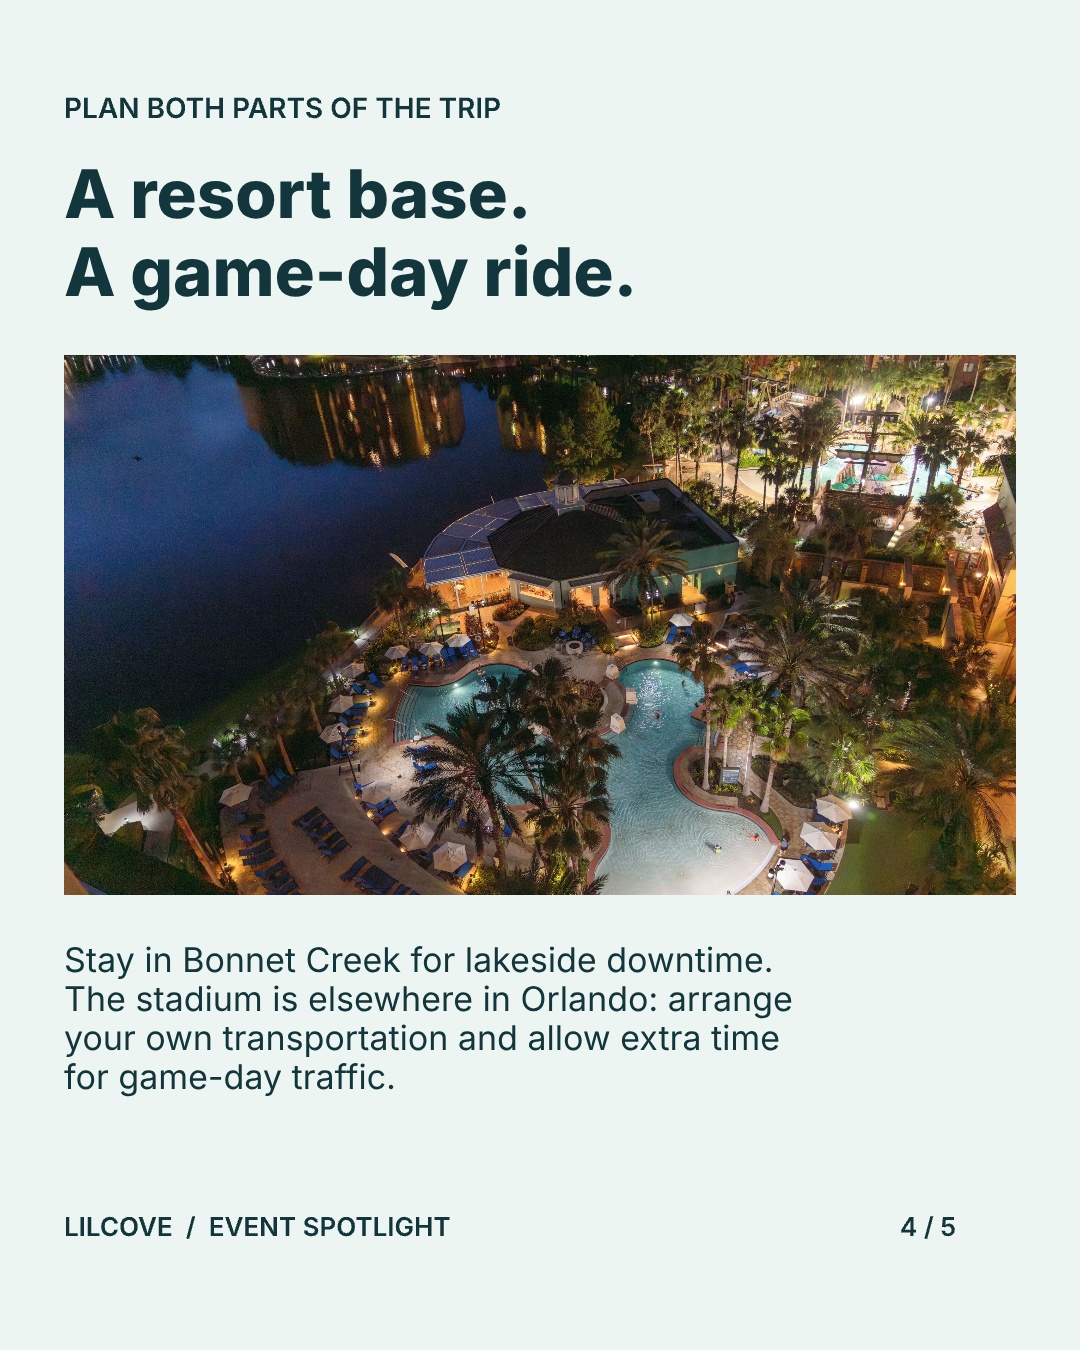 PLAN BOTH PARTS OF THE TRIP
A resort base.
A game-day ride.
Stay in Bonnet Creek for lakeside downtime.
The stadium is elsewhere in Orlando: arrange
your own transportation and allow extra time
for game-day traffic.
LILCOVE / EVENT SPOTLIGHT
4 / 5